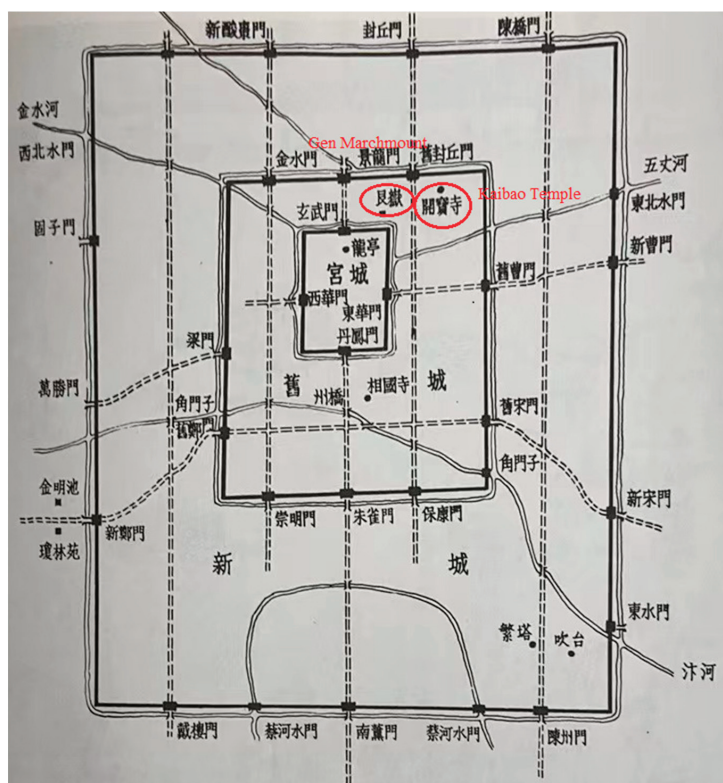 新酸棗門
封丘門
陳橋門
金水河
西北水門
Gen Marchmount
金水門
景龍門
舊封丘門
五丈河
固子門
玄武門
艮嶽
開寶寺
Kaibao Temple
東北水門
龍亭
新曹門
宮城
西華門
舊曹門
東華門
梁門
丹鳳門
萬勝門
舊
城
州橋
相國寺
角門子
舊鄭門
舊宋門
角門子
金明池
新宋門
新鄭門
崇明門
朱雀門
保康門
瓊林苑
新
城
東水門
繁塔
吹台
汴河
戴樓門
蔡河水門
南薰門
蔡河水門
陳州門